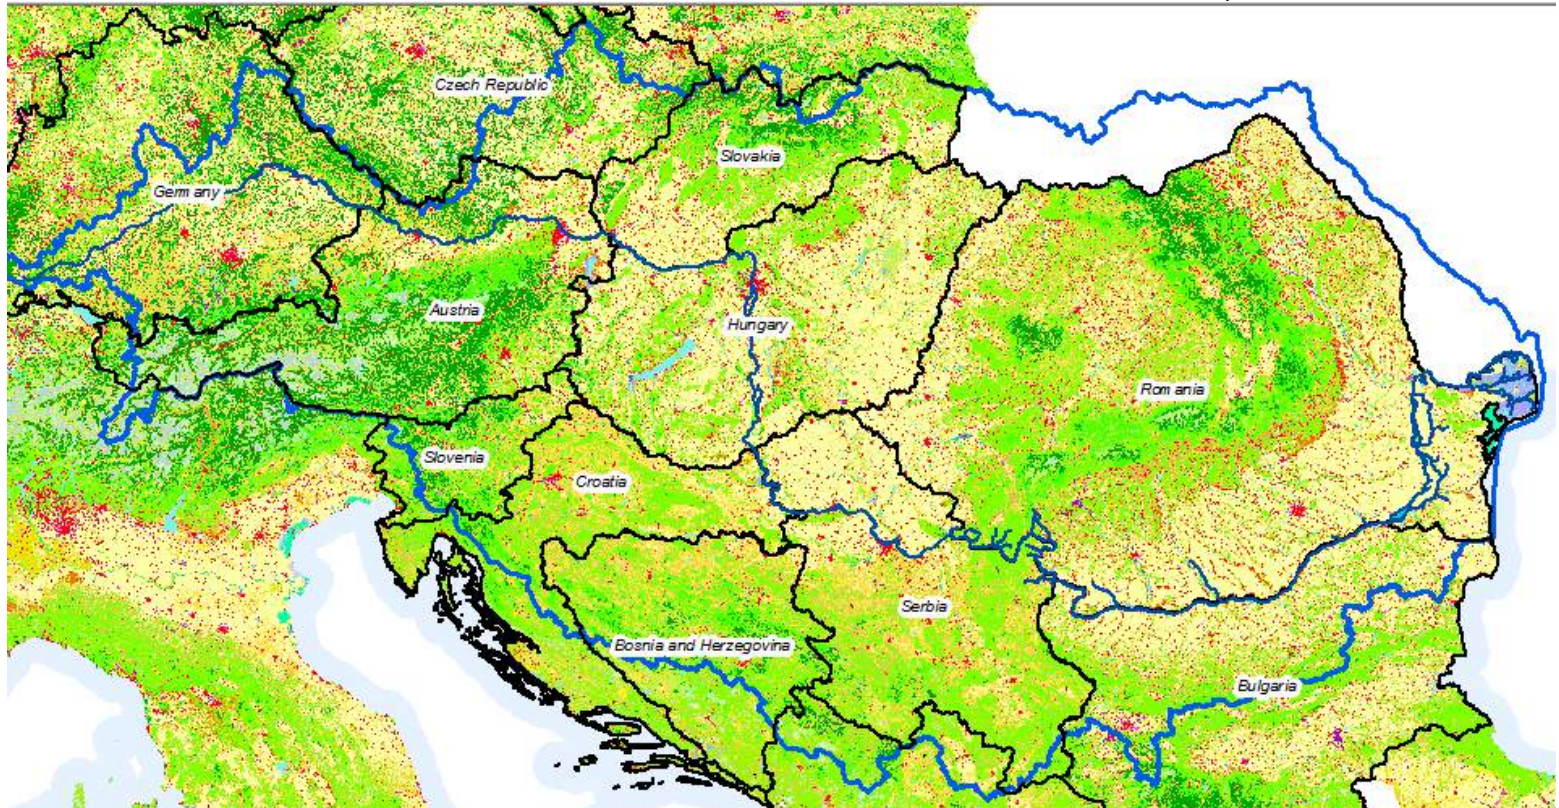 Czech Republic
Slovakia
Germany
Austria
Hungary
Romania
Slovenia
Croatia
Serbia
Bosnia and Herzegovina
Bulgaria